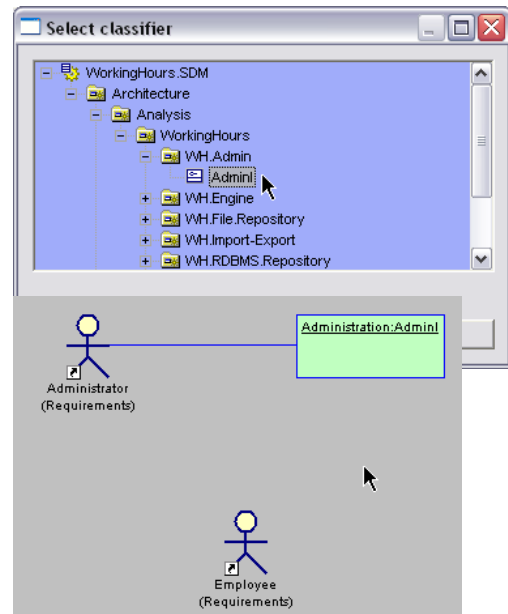 Select classifier
WorkingHours.SDM
Architecture
Analysis
WorkingHours
WH.Admin
AdminI
WH.Engine
WH.File.Repository
WH.Import-Export
WH.RDBMS.Repository
Administration:AdminI
Administrator
(Requirements)
Employee
(Requirements)